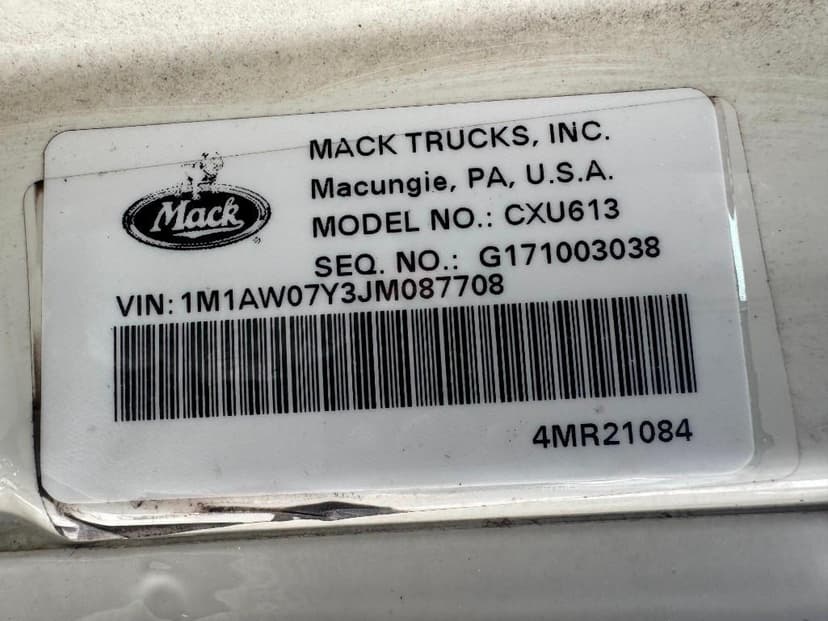 MACK TRUCKS, INC.
Mack
Macungie, PA, U.S.A.
MODEL NO.: CXU613
SEQ. NO.: G171003038
VIN: 1M1AW07Y3JM087708
4MR21084